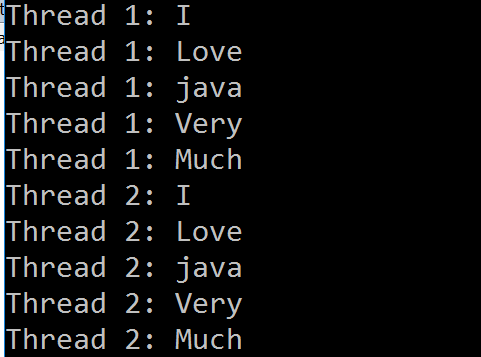 Thread 1: I
Thread 1: Love
Thread 1: java
Thread 1: Very
Thread 1: Much
Thread 2: I
Thread 2: Love
Thread 2: java
Thread 2: Very
Thread 2: Much